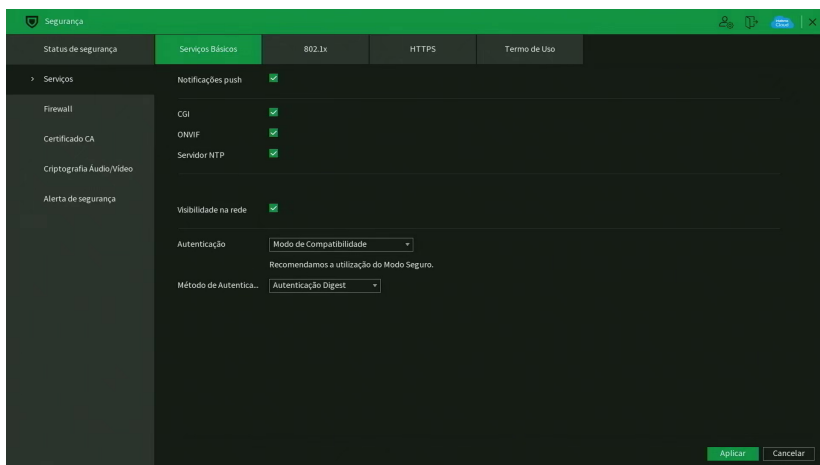 Segurança
Cloud
Status de segurança
Serviços Básicos
802.1x
HTTPS
Termo de Uso
> Serviços
Firewall
Certificado CA
Criptografia Áudio/Vídeo
Alerta de segurança
Notificações push
CGI
ONVIF
Servidor NTP
Visibilidade na rede
Autenticação
Modo de Compatibilidade
Recomendamos a utilização do Modo Seguro.
Método de Autentica...
Autenticação Digest
Aplicar
Cancelar